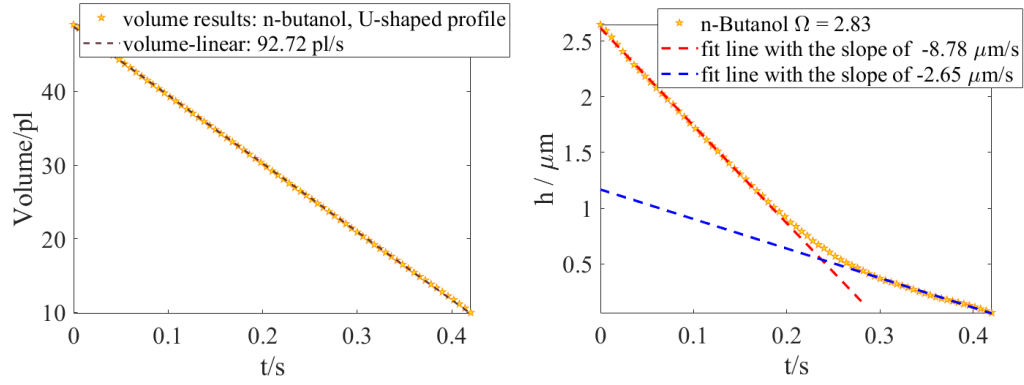 volume results: n-butanol, U-shaped profile
volume-linear: 92.72 pl/s
Volume/pl
40
30
20
10
0
0.1
0.2
0.3
0.4
t/s
n-Butanol Ω = 2.83
fit line with the slope of -8.78 μm/s
fit line with the slope of -2.65 μm/s
h / μm
2.5
2
1.5
1
0.5
0
0.1
0.2
0.3
0.4
t/s